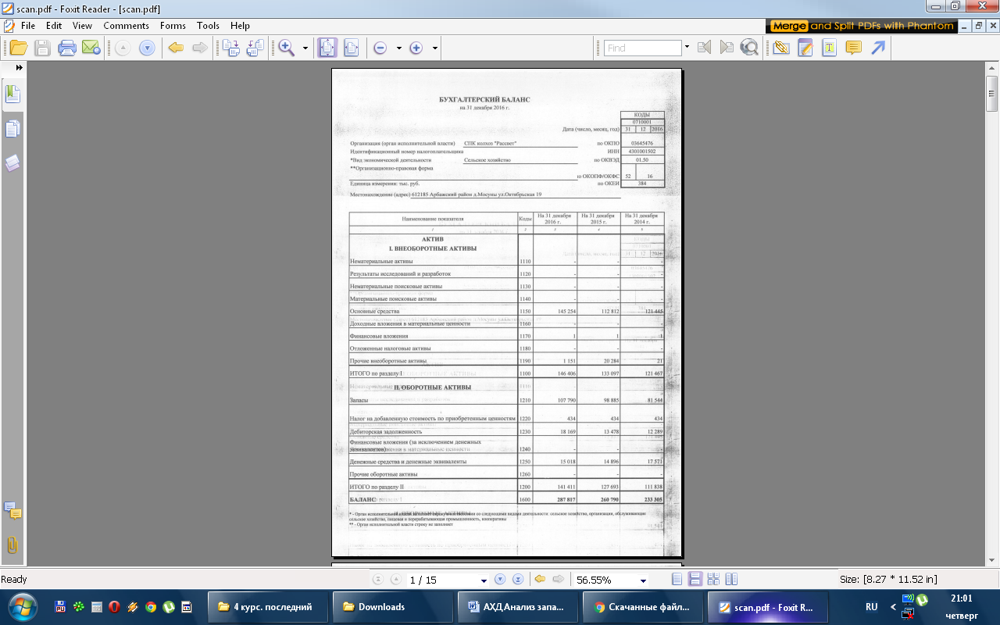 scan.pdf - Foxit Reader - [scan.pdf]
File Edit View Comments Forms Tools Help
Merge and Split PDFs with Phantom
Find
БУХГАЛТЕРСКИЙ БАЛАНС
на 31 декабря 2016 г.
КОДЫ
0710001
Дата (число, месяц, год) 31 12 2016
Организация (орган исполнительной власти) СПК колхоз "Рассвет" по ОКПО 03645476
Идентификационный номер налогоплательщика ИНН 4301001502
*Вид экономической деятельности Сельское хозяйство по ОКВЭД 01.50
**Организационно-правовая форма
по ОКОПФ/ОКФС 52 16
Единица измерения: тыс. руб. по ОКЕИ 384
Местонахождение (адрес) 612185 Арбажский район д.Мосуны ул.Октябрьская 19
Наименование показателя Коды На 31 декабря 2016 г. На 31 декабря 2015 г. На 31 декабря 2014 г.
1 2 3 4 5
АКТИВ
I. ВНЕОБОРОТНЫЕ АКТИВЫ
Нематериальные активы 1110 - - -
Результаты исследований и разработок 1120 - - -
Нематериальные поисковые активы 1130 - - -
Материальные поисковые активы 1140 - - -
Основные средства 1150 145 254 112 812 121 445
Доходные вложения в материальные ценности 1160 - - -
Финансовые вложения 1170 1 1 1
Отложенные налоговые активы 1180 - - -
Прочие внеоборотные активы 1190 1 151 20 284 21
ИТОГО по разделу I 1100 146 406 133 097 121 467
II. ОБОРОТНЫЕ АКТИВЫ
Запасы 1210 107 790 98 885 81 544
Налог на добавленную стоимость по приобретенным ценностям 1220 434 434 434
Дебиторская задолженность 1230 18 169 13 478 12 289
Финансовые вложения (за исключением денежных
эквивалентов) 1240 - - -
Денежные средства и денежные эквиваленты 1250 15 018 14 896 17 571
Прочие оборотные активы 1260 - - -
ИТОГО по разделу II 1200 141 411 127 693 111 838
БАЛАНС 1600 287 817 260 790 233 305
сельское хозяйство, пищевая и перерабатывающая промышленность, кооперативы
** - Орган исполнительной власти строку не заполняет
Ready
1 / 15
56.55%
Size: [8.27 * 11.52 in]
4 курс. последний
Downloads
АХД Анализ запа...
Скачанные файл...
scan.pdf - Foxit R...
RU
21:01
четверг